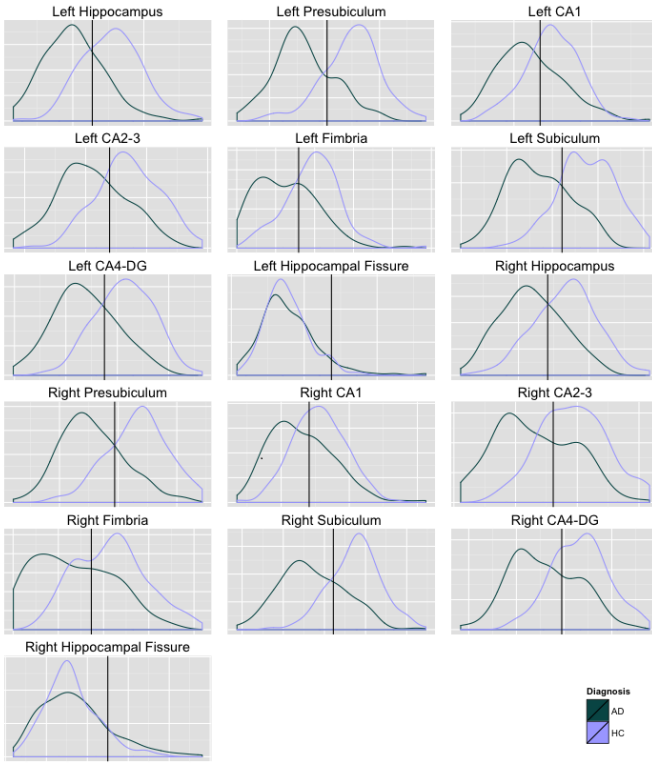 Left Hippocampus
Left Presubiculum
Left CA1
Left CA2-3
Left Fimbria
Left Subiculum
Left CA4-DG
Left Hippocampal Fissure
Right Hippocampus
Right Presubiculum
Right CA1
Right CA2-3
Right Fimbria
Right Subiculum
Right CA4-DG
Right Hippocampal Fissure
Diagnosis
AD
HC